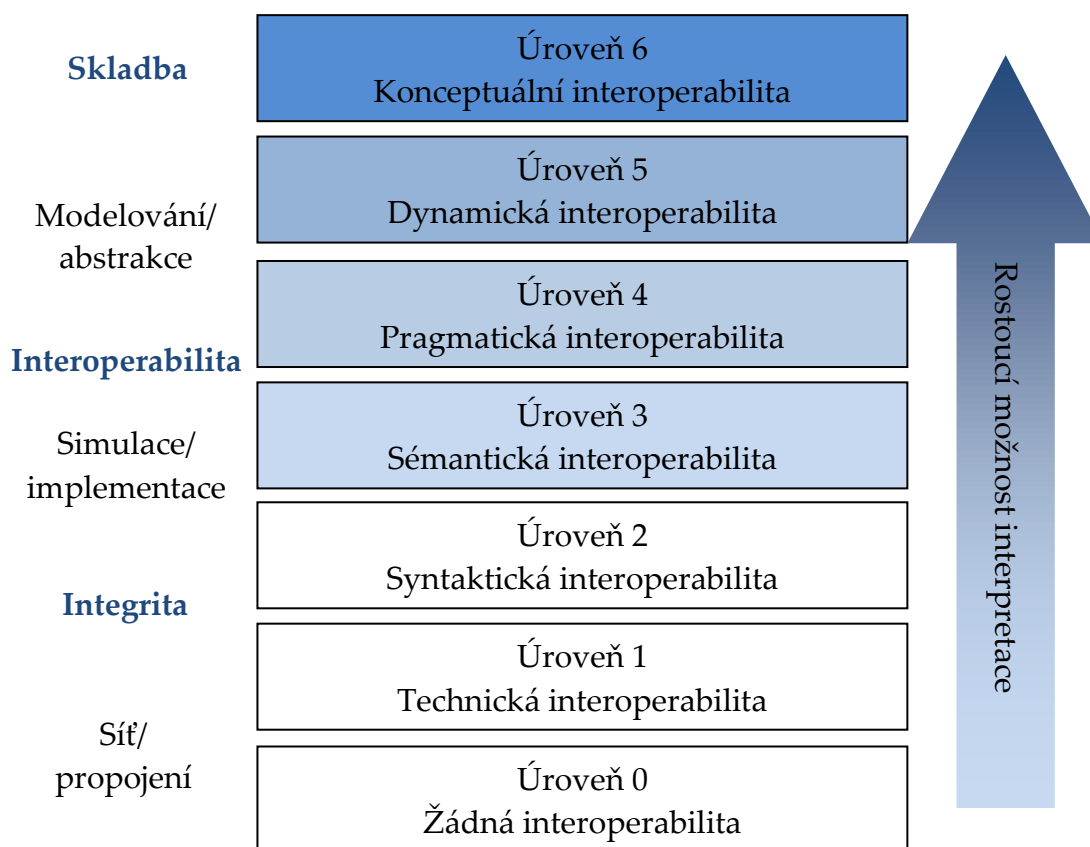 Skladba
Modelování/
abstrakce
Interoperabilita
Simulace/
implementace
Integrita
Síť/
propojení
Úroveň 6
Konceptuální interoperabilita
Úroveň 5
Dynamická interoperabilita
Úroveň 4
Pragmatická interoperabilita
Úroveň 3
Sémantická interoperabilita
Úroveň 2
Syntaktická interoperabilita
Úroveň 1
Technická interoperabilita
Úroveň 0
Žádná interoperabilita
Rostoucí možnost interpretace